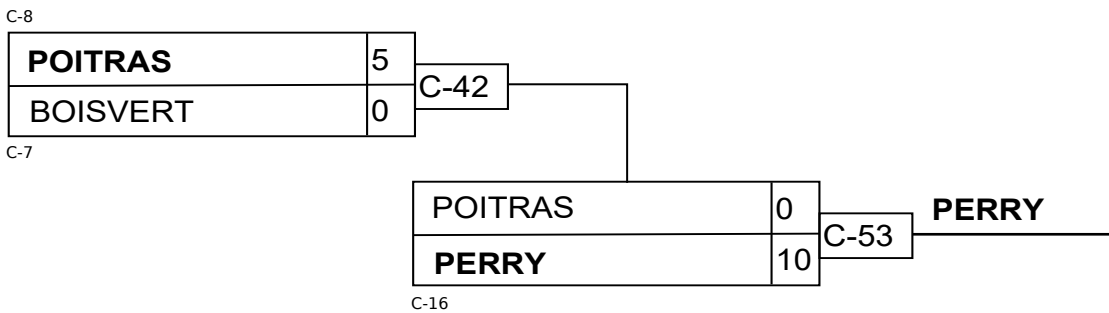 C-8
POITRAS 5
C-42
BOISVERT 0
C-7
POITRAS 0
PERRY
C-53
PERRY 10
C-16